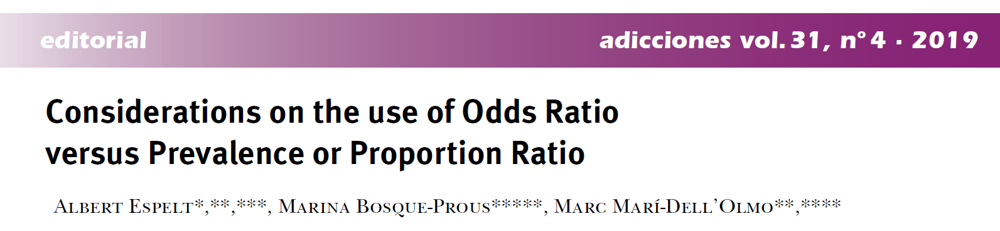 editorial
adicciones vol. 31, nº 4 · 2019
Considerations on the use of Odds Ratio
versus Prevalence or Proportion Ratio
Albert Espelt*,**,***, Marina Bosque-Prous*****, Marc Marí-Dell’Olmo**,****